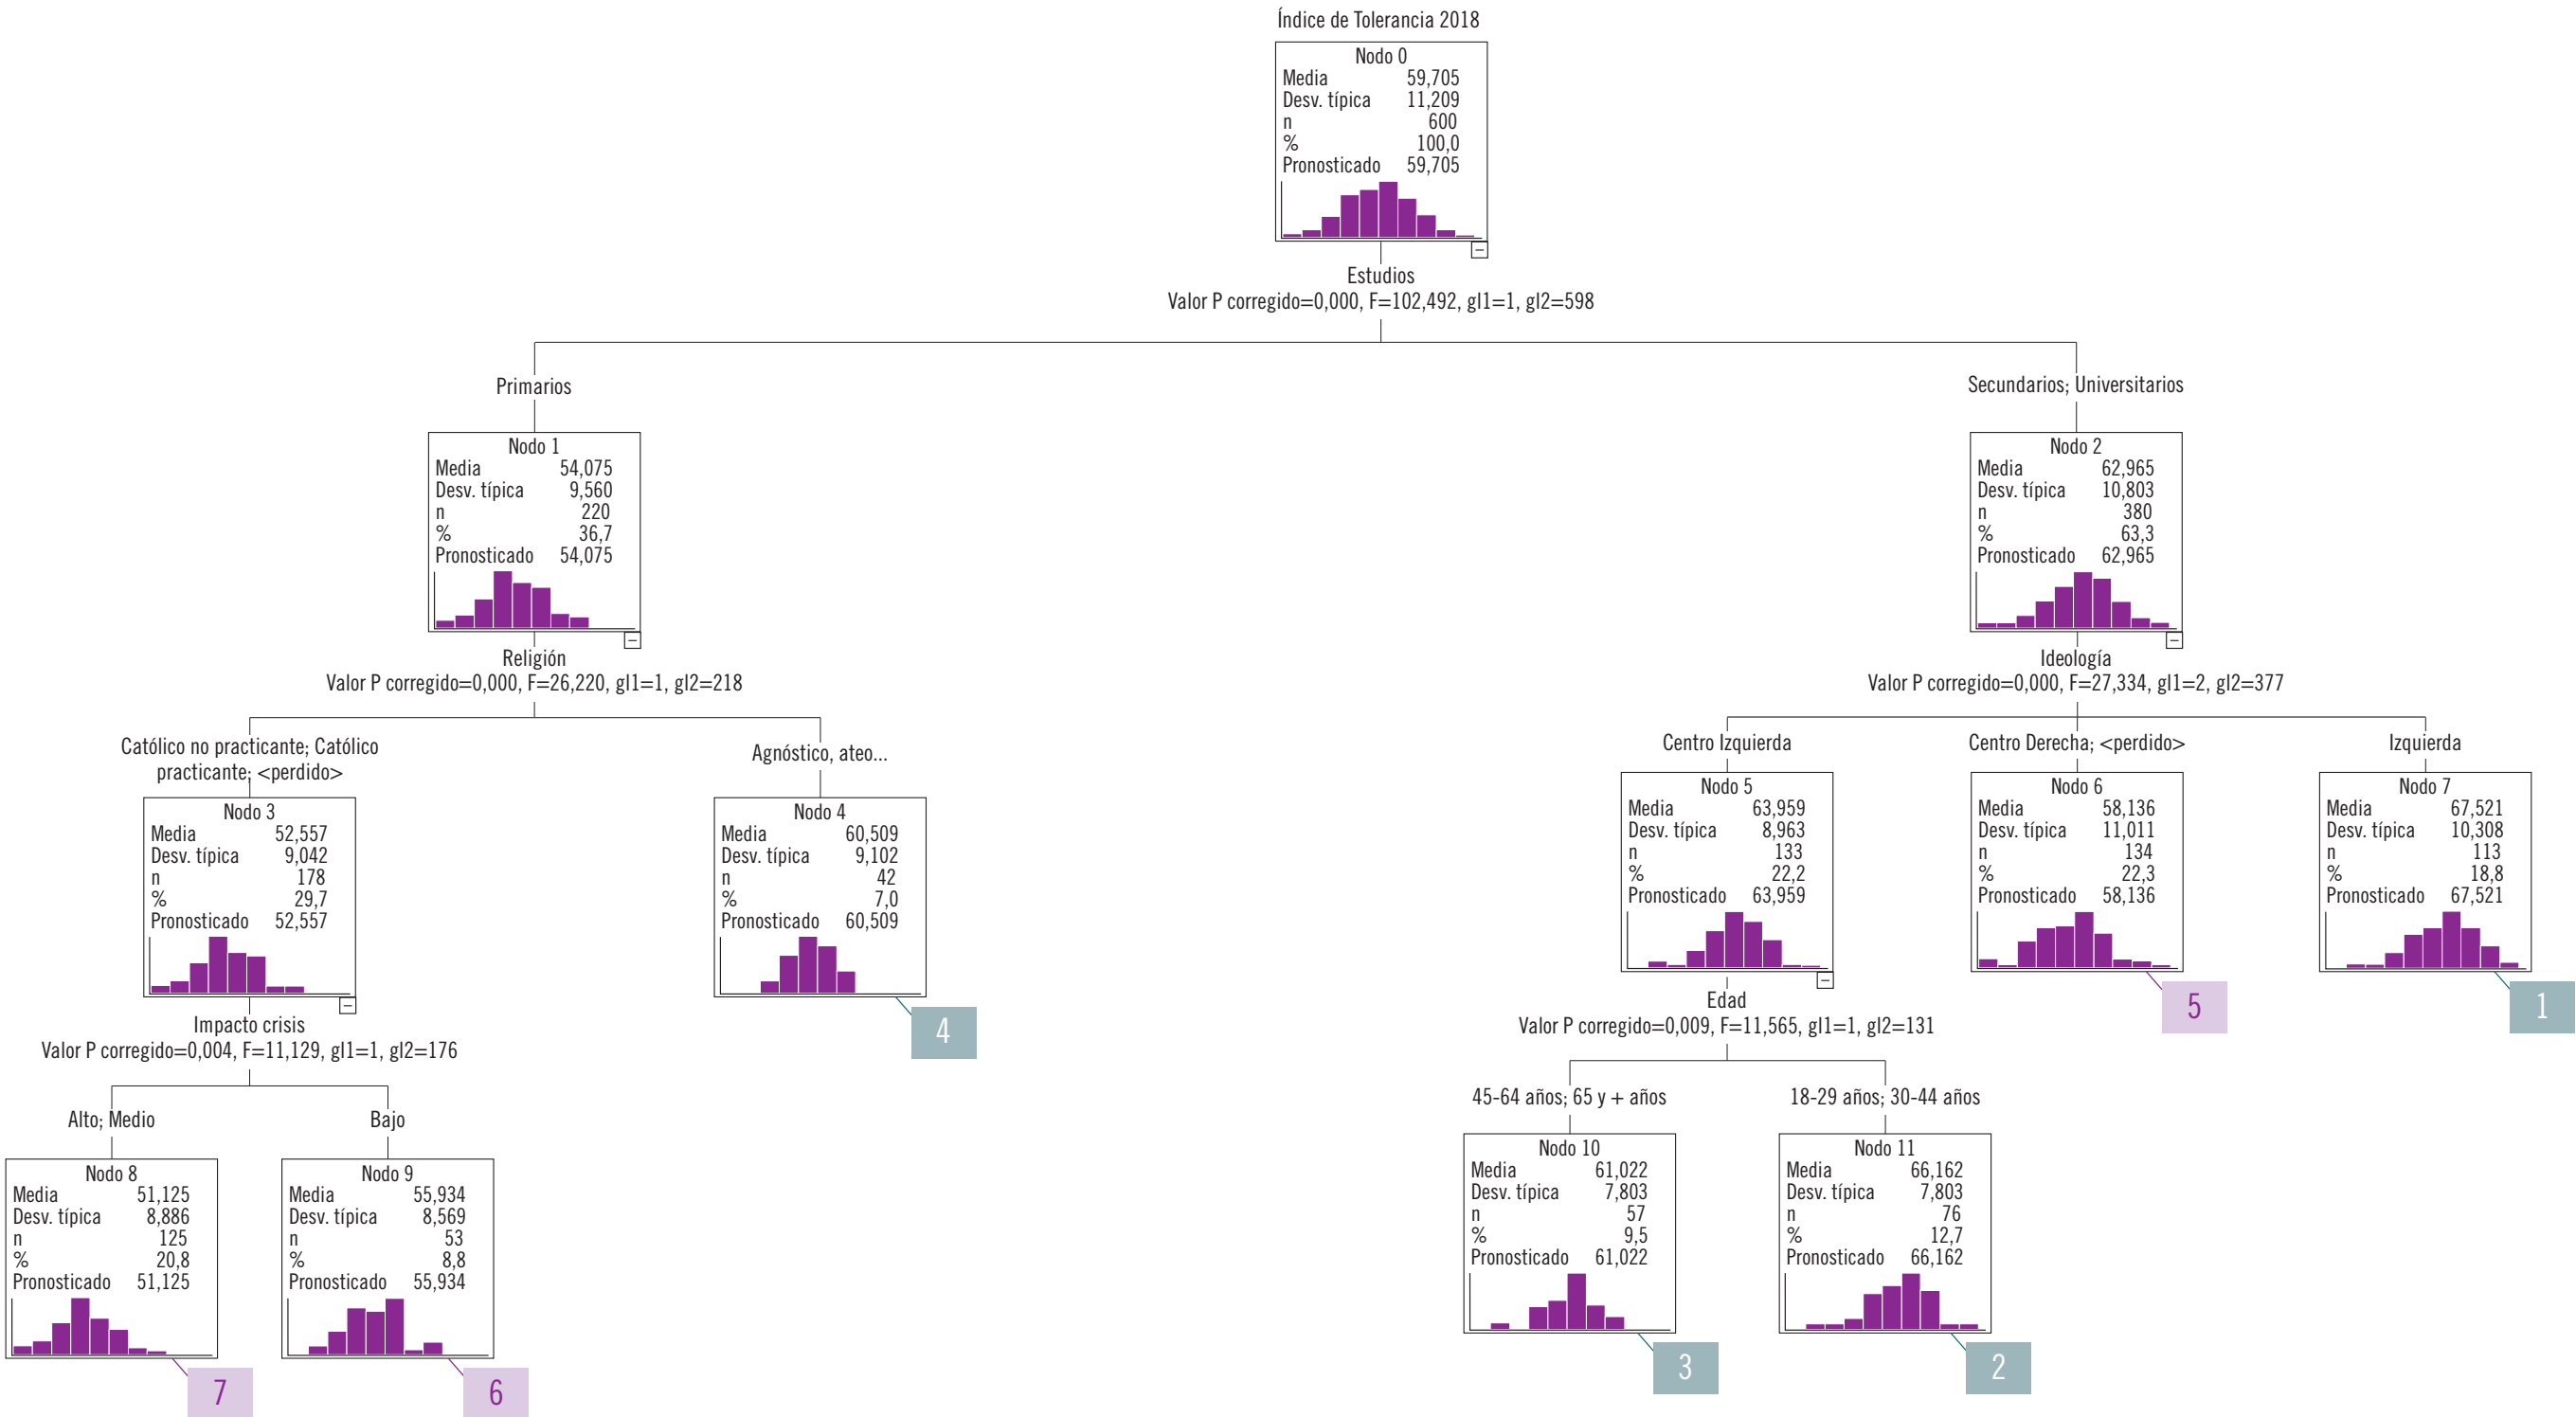 Índice de Tolerancia 2018
Nodo 0
Media 59,705
Desv. típica 11,209
n 600
% 100,0
Pronosticado 59,705
Estudios
Valor P corregido=0,000, F=102,492, gl1=1, gl2=598
Primarios
Secundarios; Universitarios
Nodo 1
Media 54,075
Desv. típica 9,560
n 220
% 36,7
Pronosticado 54,075
Nodo 2
Media 62,965
Desv. típica 10,803
n 380
% 63,3
Pronosticado 62,965
Religión
Valor P corregido=0,000, F=26,220, gl1=1, gl2=218
Ideología
Valor P corregido=0,000, F=27,334, gl1=2, gl2=377
Católico no practicante; Católico
practicante; <perdido>
Agnóstico, ateo...
Centro Izquierda
Centro Derecha; <perdido>
Izquierda
Nodo 3
Media 52,557
Desv. típica 9,042
n 178
% 29,7
Pronosticado 52,557
Nodo 4
Media 60,509
Desv. típica 9,102
n 42
% 7,0
Pronosticado 60,509
4
Nodo 5
Media 63,959
Desv. típica 8,963
n 133
% 22,2
Pronosticado 63,959
Nodo 6
Media 58,136
Desv. típica 11,011
n 134
% 22,3
Pronosticado 58,136
5
Nodo 7
Media 67,521
Desv. típica 10,308
n 113
% 18,8
Pronosticado 67,521
1
Impacto crisis
Valor P corregido=0,004, F=11,129, gl1=1, gl2=176
Edad
Valor P corregido=0,009, F=11,565, gl1=1, gl2=131
Alto; Medio
Bajo
45-64 años; 65 y + años
18-29 años; 30-44 años
Nodo 8
Media 51,125
Desv. típica 8,886
n 125
% 20,8
Pronosticado 51,125
7
Nodo 9
Media 55,934
Desv. típica 8,569
n 53
% 8,8
Pronosticado 55,934
6
Nodo 10
Media 61,022
Desv. típica 7,803
n 57
% 9,5
Pronosticado 61,022
3
Nodo 11
Media 66,162
Desv. típica 7,803
n 76
% 12,7
Pronosticado 66,162
2